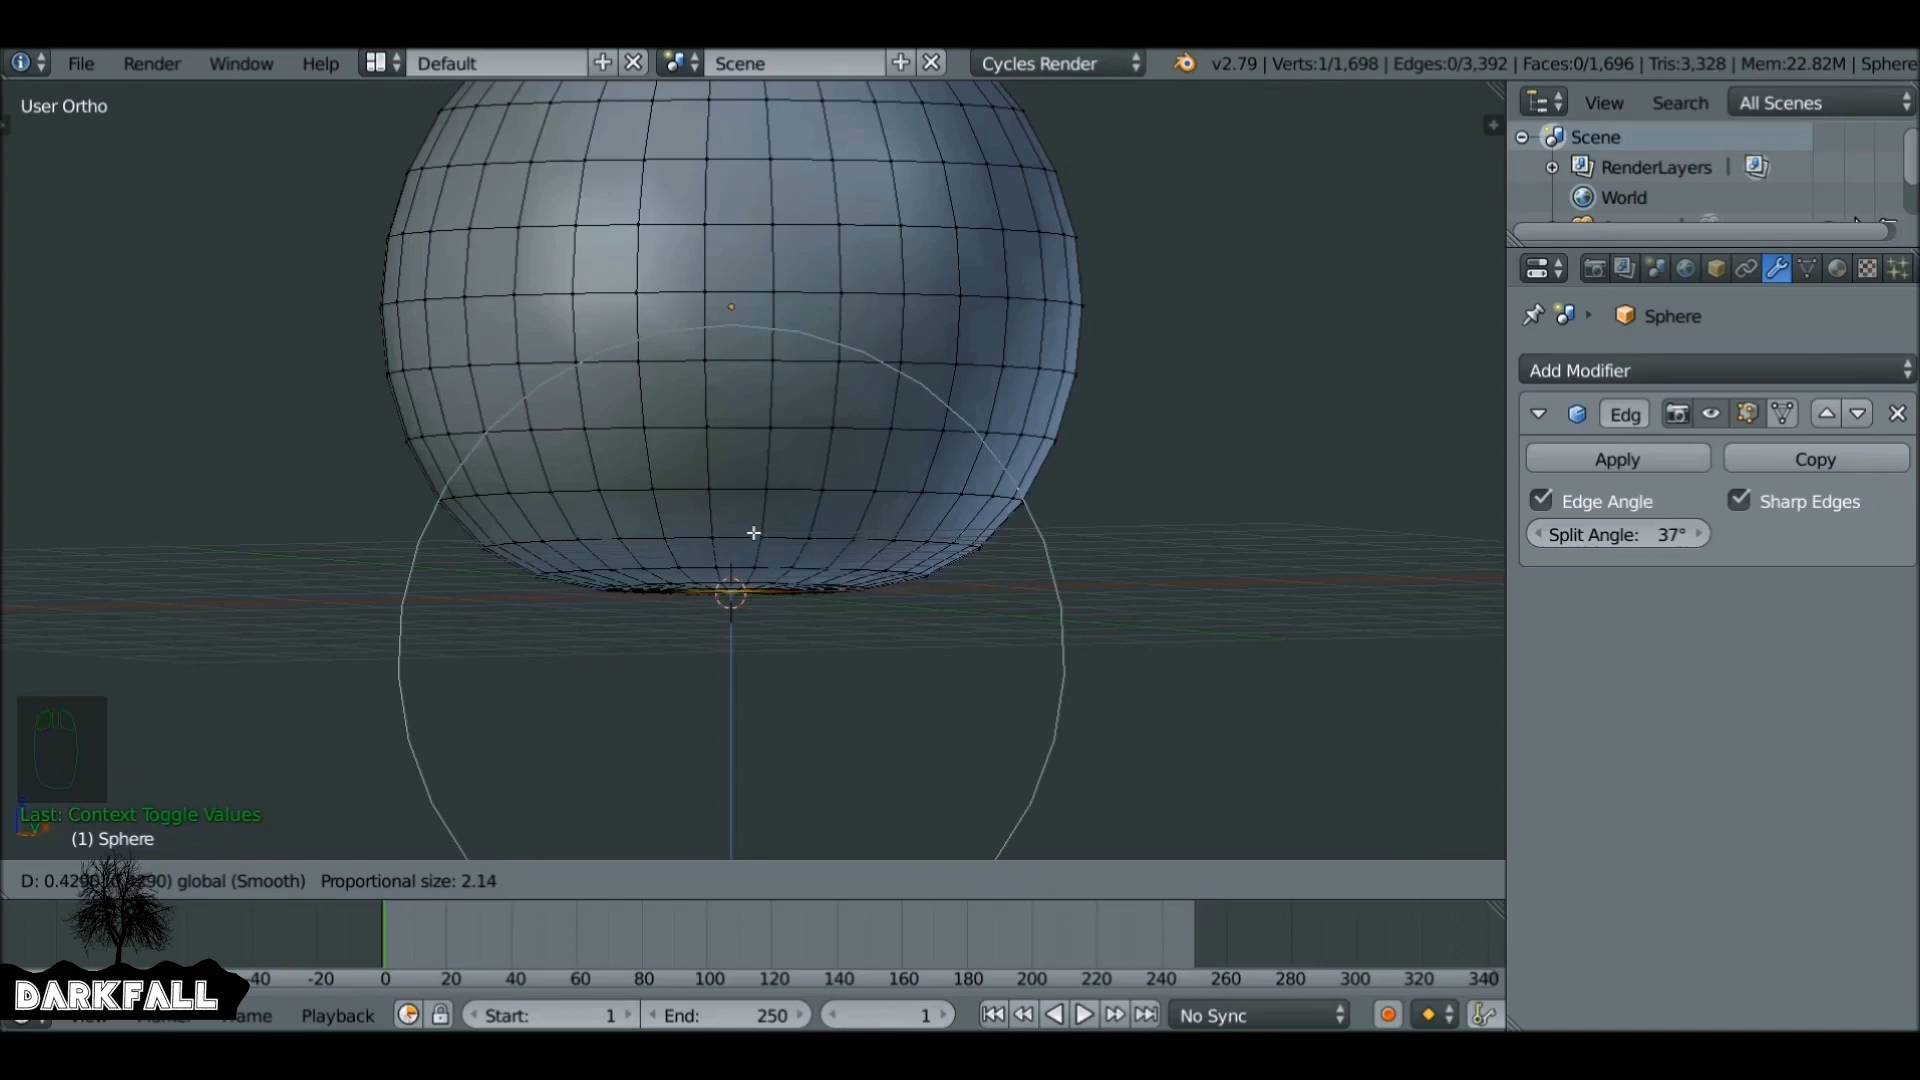 File Render Window Help Default Scene Cycles Render v2.79 | Verts:1/1,698 | Edges:0/3,392 | Faces:0/1,696 | Tris:3,328 | Mem:22.82M | Sphere
User Ortho
View Search All Scenes
Scene
RenderLayers |
World
Sphere
Add Modifier
Edg
Apply Copy
Edge Angle Sharp Edges
Split Angle: 37°
Last: Context Toggle Values
(1) Sphere
global (Smooth) Proportional size: 2.14
-40 -20 0 20 40 60 80 100 120 140 160 180 200 220 240 260 280 300 320 340
DARKFALL
Playback Start: 1 End: 250 1 No Sync